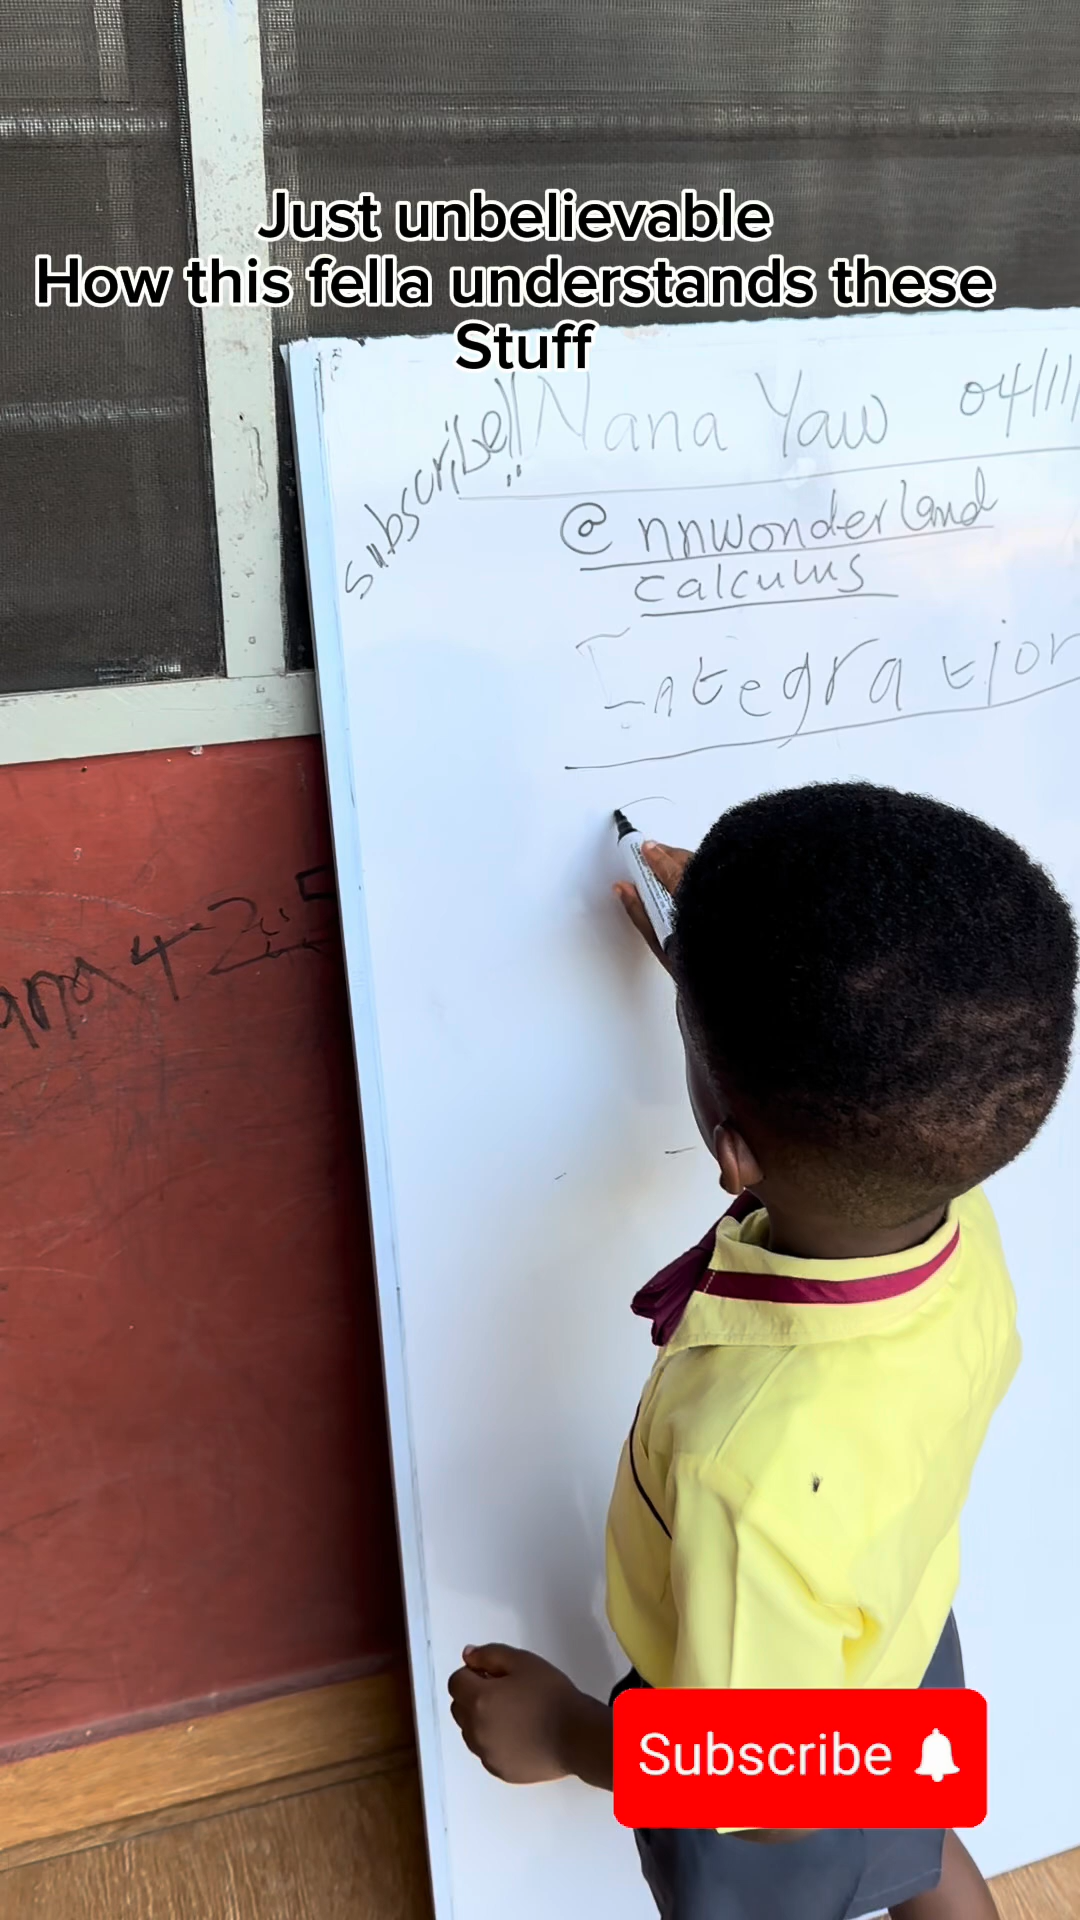 Just unbelievable
How this fella understands these
Stuff
Subscribe!!
Nana Yaw 04/11/
@nnwonderland
calculus
Integration
Subscribe